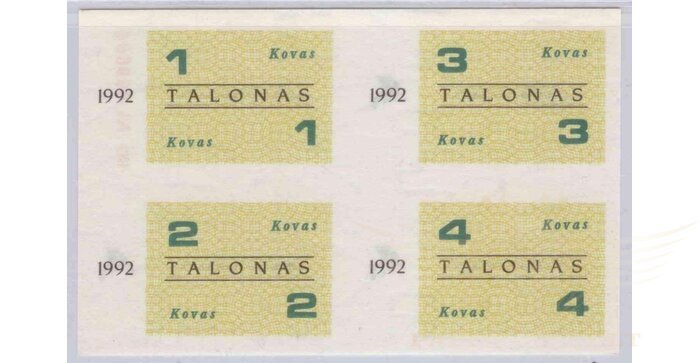 1 Kovas
1992 TALONAS
Kovas 1
3 Kovas
1992 TALONAS
Kovas 3
2 Kovas
1992 TALONAS
Kovas 2
4 Kovas
1992 TALONAS
Kovas 4